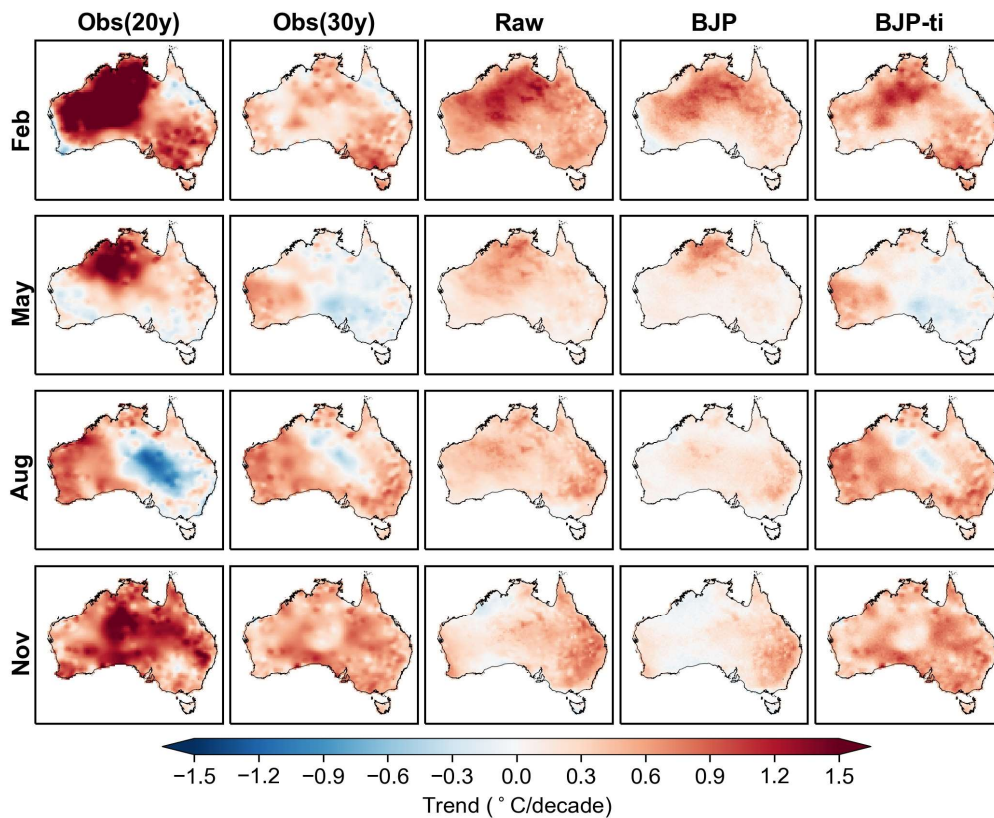 Obs(20y) Obs(30y) Raw BJP BJP-ti
Feb
May
Aug
Nov
−1.5 −1.2 −0.9 −0.6 −0.3 0.0 0.3 0.6 0.9 1.2 1.5
Trend (°C/decade)